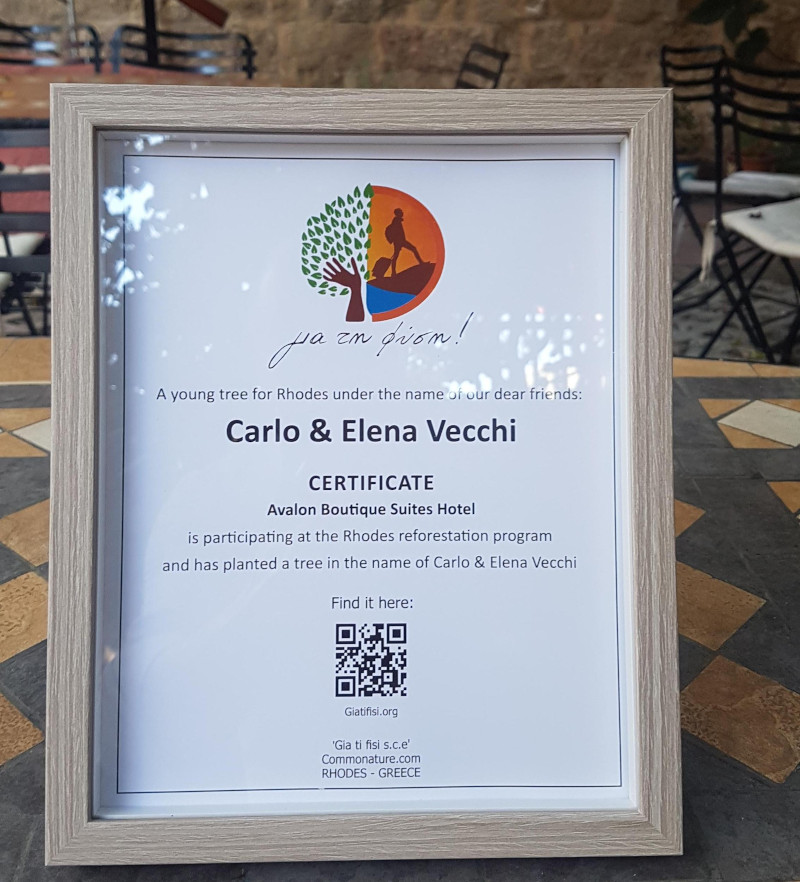 για τη φύση!
A young tree for Rhodes under the name of our dear friends:
Carlo & Elena Vecchi
CERTIFICATE
Avalon Boutique Suites Hotel
is participating at the Rhodes reforestation program
and has planted a tree in the name of Carlo & Elena Vecchi
Find it here:
Giatifisi.org
'Gia ti fisi s.c.e'
Commonature.com
RHODES - GREECE